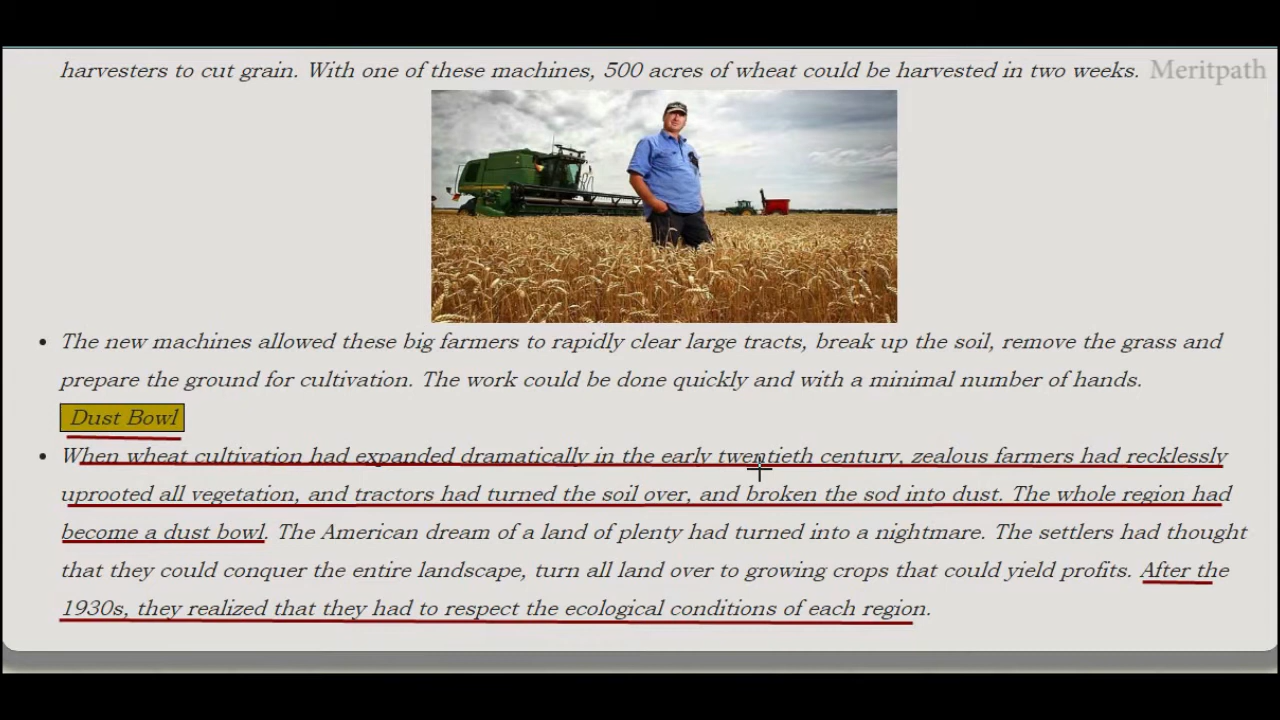 harvesters to cut grain. With one of these machines, 500 acres of wheat could be harvested in two weeks. Meritpath
• The new machines allowed these big farmers to rapidly clear large tracts, break up the soil, remove the grass and
prepare the ground for cultivation. The work could be done quickly and with a minimal number of hands.
Dust Bowl
• When wheat cultivation had expanded dramatically in the early twentieth century, zealous farmers had recklessly
uprooted all vegetation, and tractors had turned the soil over, and broken the sod into dust. The whole region had
become a dust bowl. The American dream of a land of plenty had turned into a nightmare. The settlers had thought
that they could conquer the entire landscape, turn all land over to growing crops that could yield profits. After the
1930s, they realized that they had to respect the ecological conditions of each region.